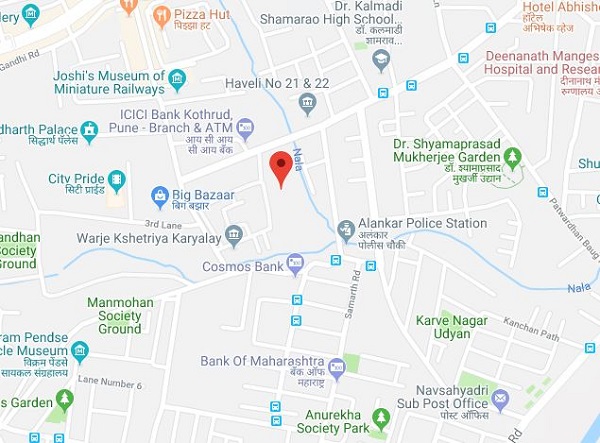 llery
Pizza Hut
पिझ्झा हट
Dr. Kalmadi
Shamarao High School...
डॉ. कलमाडी
शामराव...
Hotel Abhishe
हॉटेल
अभिषेक व्हेज
Gandhi Rd
Joshi's Museum of
Miniature Railways
Haveli No 21 & 22
Deenanath Manges
Hospital and Resea
दीनानाथ मं
रुग्णालय अ
ICICI Bank Kothrud,
Pune - Branch & ATM
आय सी आय
सी आय बँक
dharth Palace
सिद्धार्थ पॅलेस
Nala
Dr. Shyamaprasad
Mukherjee Garden
डॉ. श्यामाप्रसाद
मुखर्जी उद्यान
City Pride
सिटी प्राईड
Big Bazaar
बिग बझार
Shu
Patwardhan Baug
3rd Lane
Alankar Police Station
अलंकार
पोलीस चौकी
andhan
Society
Ground
Warje Kshetriya Karyalay
Cosmos Bank
Samarth Rd
Nala
Manmohan
Society
Ground
Karve Nagar
Udyan
Kanchan Path
ram Pendse
cle Museum
विक्रम पेंडसे
सायकल संग्रहालय
Bank Of Maharashtra
बँक ऑफ
महाराष्ट्र
Lane Number 6
Navsahyadri
Sub Post Office
पोस्ट ऑफिस
s Garden
Anurekha
Society Park
Rd